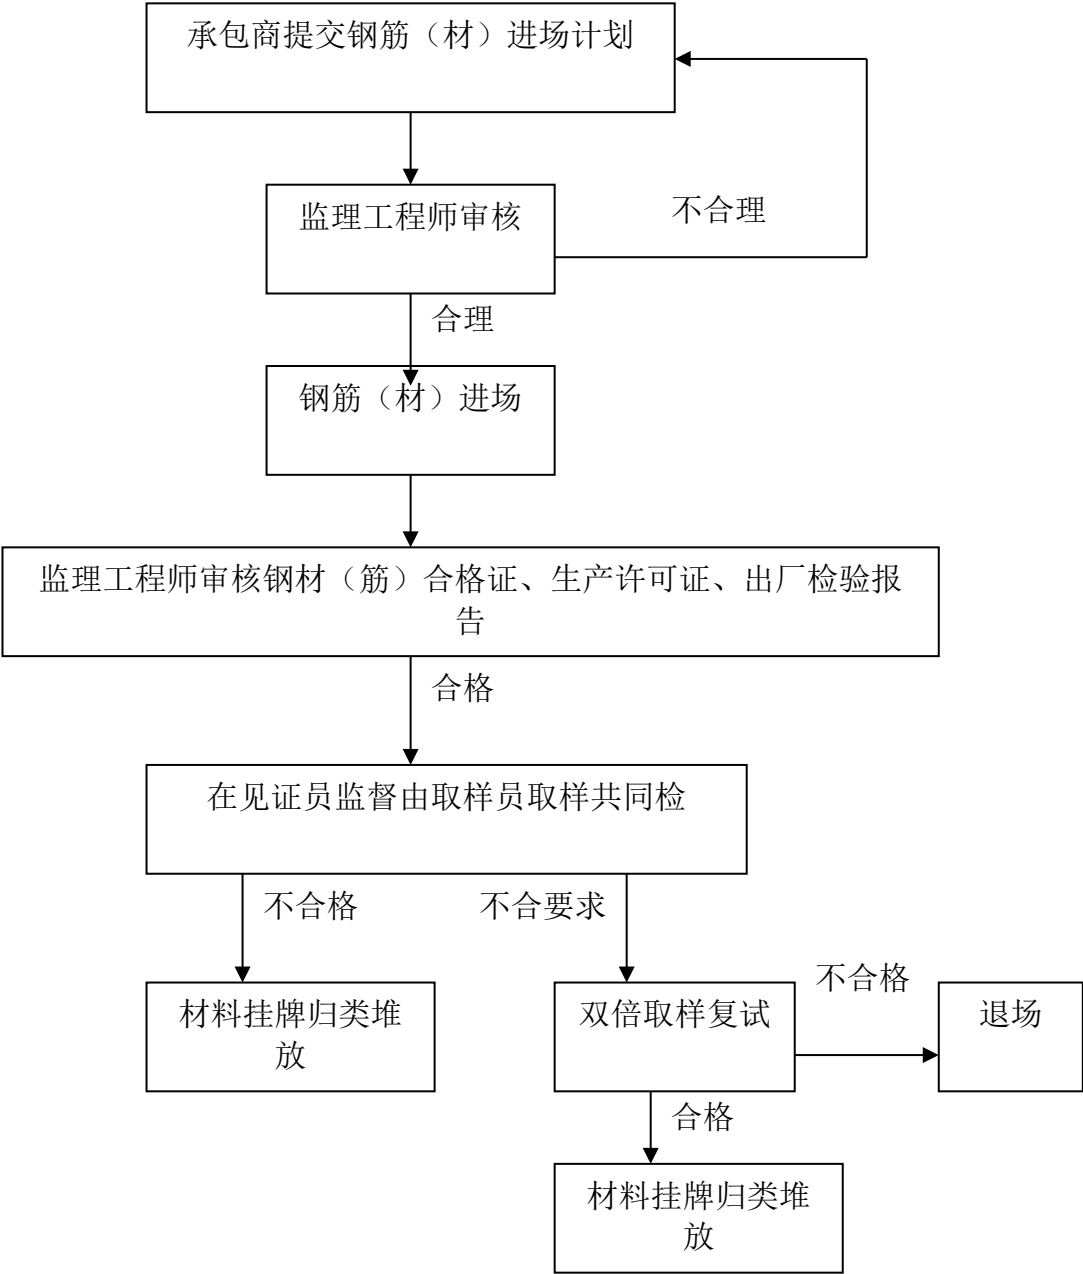 承包商提交钢筋（材）进场计划
监理工程师审核
不合理
合理
钢筋（材）进场
监理工程师审核钢材（筋）合格证、生产许可证、出厂检验报
告
合格
在见证员监督由取样员取样共同检
不合格
不合要求
材料挂牌归类堆
放
双倍取样复试
不合格
退场
合格
材料挂牌归类堆
放